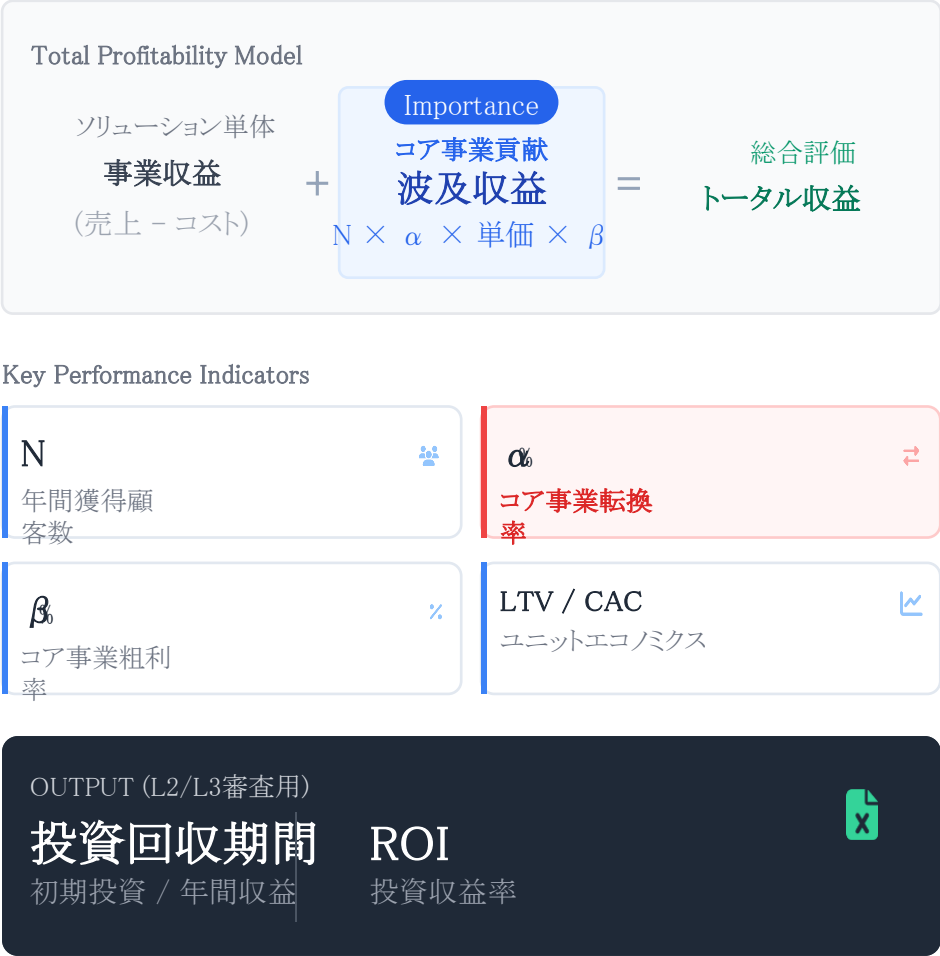 Total Profitability Model
ソリューション単体
事業収益
（売上 − コスト）
+
Importance
コア事業貢献
波及収益
N × α × 単価 × β
=
総合評価
トータル収益
Key Performance Indicators
N
年間獲得顧
客数
α%
コア事業転換
率
β%
コア事業粗利
率
LTV / CAC
ユニットエコノミクス
OUTPUT (L2/L3審査用)
投資回収期間
初期投資 / 年間収益
ROI
投資収益率